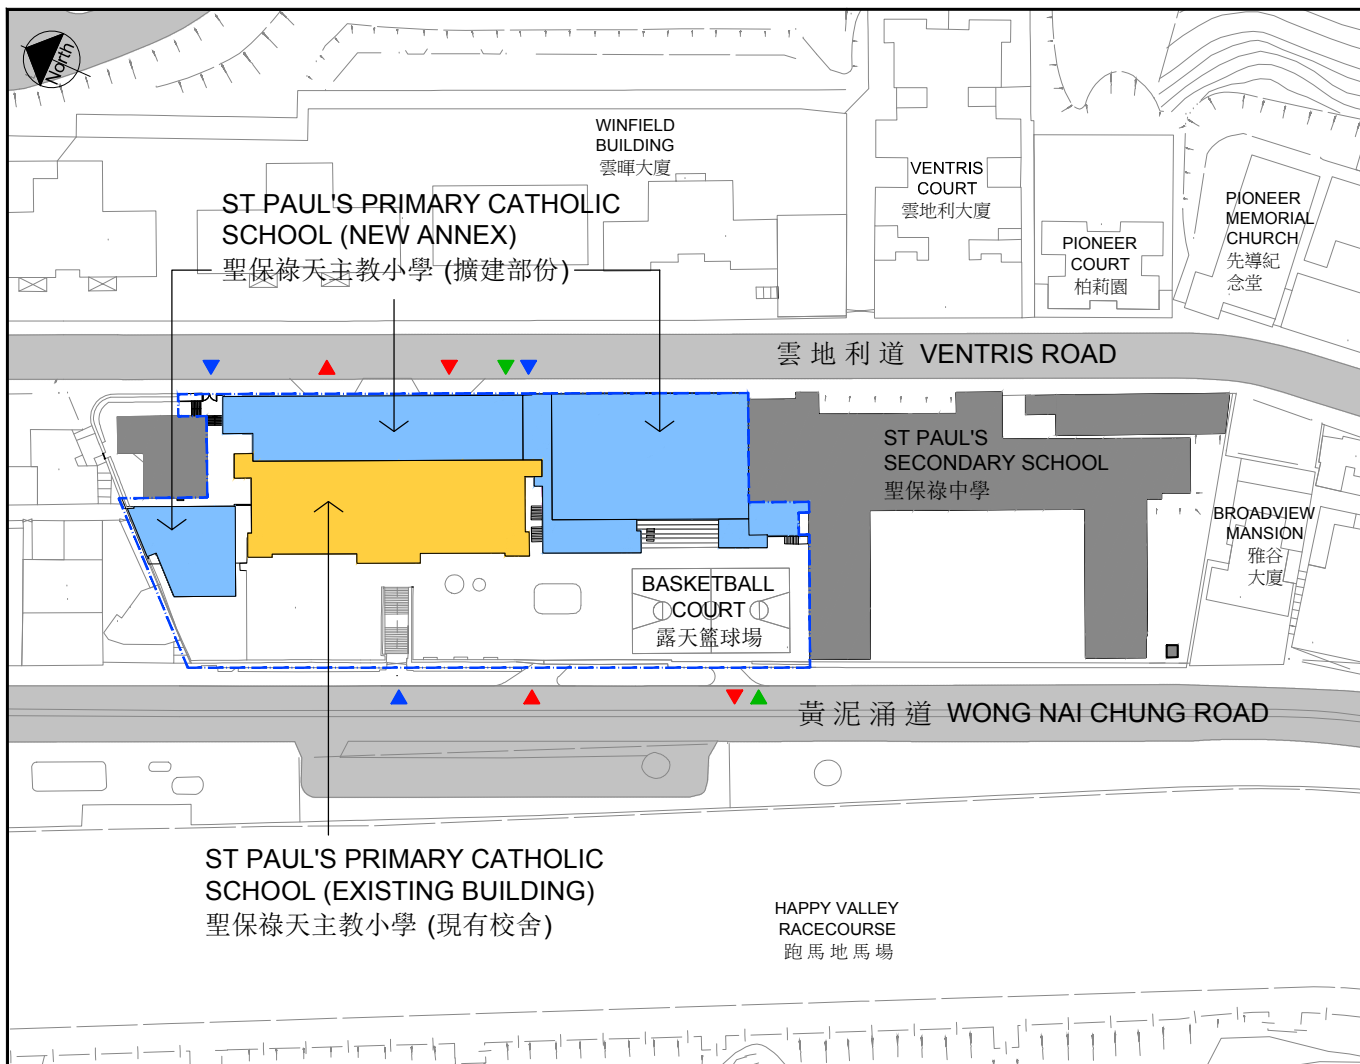 North
WINFIELD
BUILDING
雲暉大廈
VENTRIS
COURT
雲地利大廈
PIONEER
COURT
柏莉園
PIONEER
MEMORIAL
CHURCH
先導紀
念堂
ST PAUL'S PRIMARY CATHOLIC
SCHOOL (NEW ANNEX)
聖保祿天主教小學 (擴建部份)
雲地利道 VENTRIS ROAD
ST PAUL'S
SECONDARY SCHOOL
聖保祿中學
BROADVIEW
MANSION
雅谷
大廈
BASKETBALL
COURT
露天籃球場
黃泥涌道 WONG NAI CHUNG ROAD
ST PAUL'S PRIMARY CATHOLIC
SCHOOL (EXISTING BUILDING)
聖保祿天主教小學 (現有校舍)
HAPPY VALLEY
RACECOURSE
跑馬地馬場